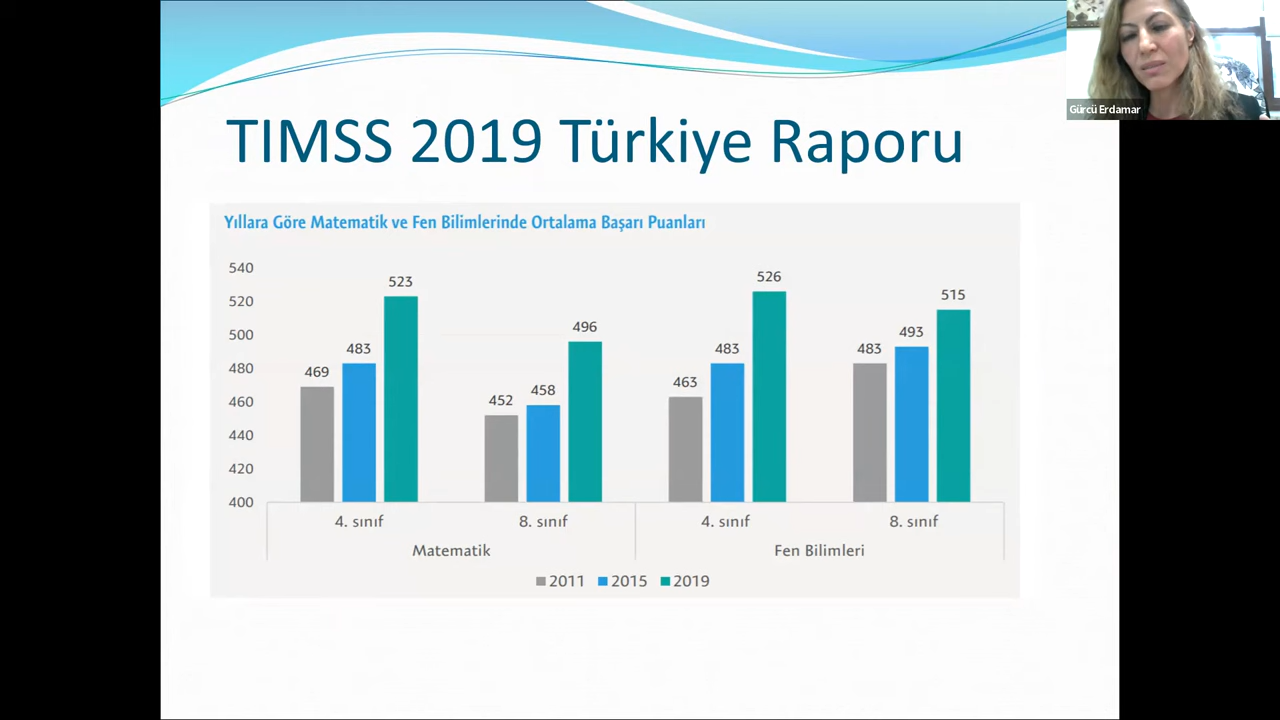 Gürcü Erdamar
TIMSS 2019 Türkiye Raporu
Yıllara Göre Matematik ve Fen Bilimlerinde Ortalama Başarı Puanları
540
520
500
480
460
440
420
400
469 483 523
452 458 496
463 483 526
483 493 515
4. sınıf 8. sınıf 4. sınıf 8. sınıf
Matematik Fen Bilimleri
2011 2015 2019